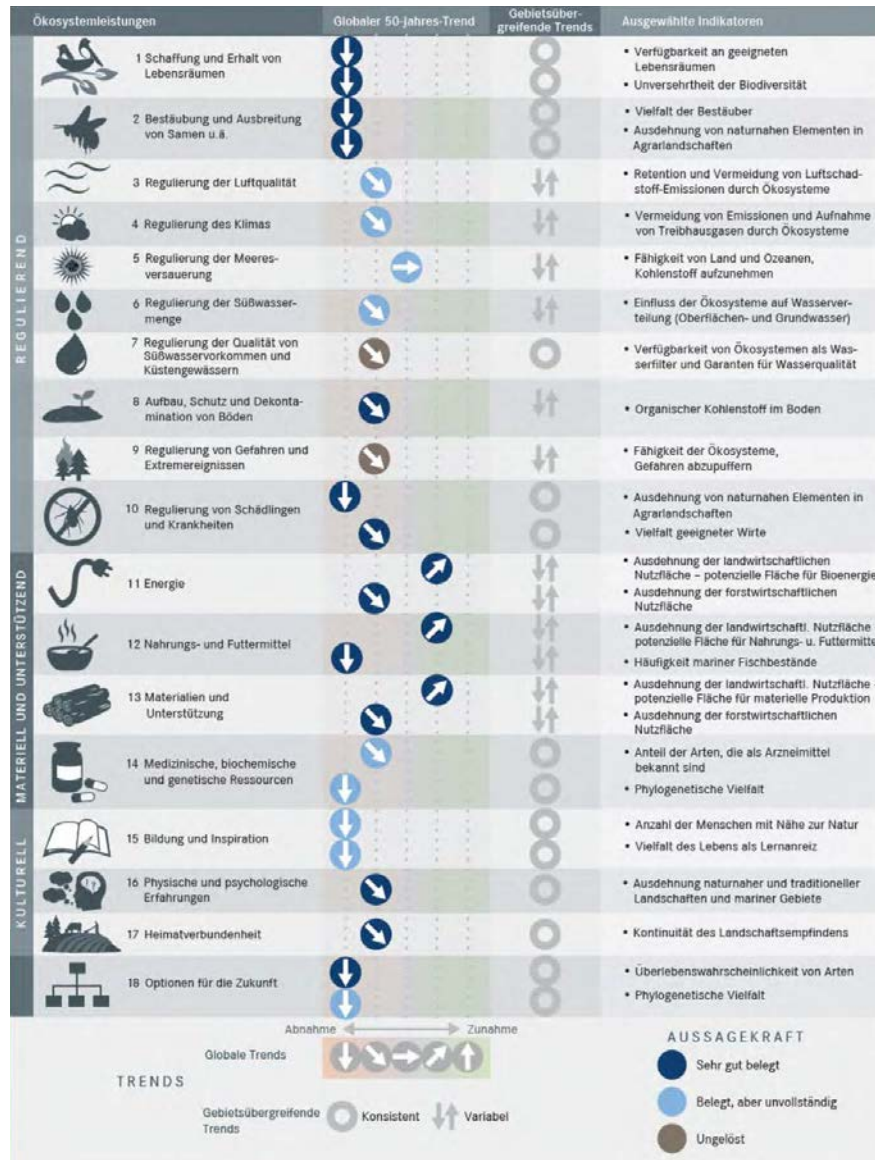 Ökosystemleistungen
Globaler 50-Jahres-Trend
Gebietsüber-
greifende Trends
Ausgewählte Indikatoren
REGULIEREND
1 Schaffung und Erhalt von
Lebensräumen
• Verfügbarkeit an geeigneten
Lebensräumen
• Unversehrtheit der Biodiversität
2 Bestäubung und Ausbreitung
von Samen u.ä.
• Vielfalt der Bestäuber
• Ausdehnung von naturnahen Elementen in
Agrarlandschaften
3 Regulierung der Luftqualität
• Retention und Vermeidung von Luftschad-
stoff-Emissionen durch Ökosysteme
4 Regulierung des Klimas
• Vermeidung von Emissionen und Aufnahme
von Treibhausgasen durch Ökosysteme
5 Regulierung der Meeres-
versauerung
• Fähigkeit von Land und Ozeanen,
Kohlenstoff aufzunehmen
6 Regulierung der Süßwasser-
menge
• Einfluss der Ökosysteme auf Wasserver-
teilung (Oberflächen- und Grundwasser)
7 Regulierung der Qualität von
Süßwasservorkommen und
Küstengewässern
• Verfügbarkeit von Ökosystemen als Was-
serfilter und Garanten für Wasserqualität
8 Aufbau, Schutz und Dekonta-
mination von Böden
• Organischer Kohlenstoff im Boden
9 Regulierung von Gefahren und
Extremereignissen
• Fähigkeit der Ökosysteme,
Gefahren abzupuffern
10 Regulierung von Schädlingen
und Krankheiten
• Ausdehnung von naturnahen Elementen in
Agrarlandschaften
• Vielfalt geeigneter Wirte
MATERIELL UND UNTERSTÜTZEND
11 Energie
• Ausdehnung der landwirtschaftlichen
Nutzfläche – potenzielle Fläche für Bioenergie
• Ausdehnung der forstwirtschaftlichen
Nutzfläche
12 Nahrungs- und Futtermittel
• Ausdehnung der landwirtschaftl. Nutzfläche
potenzielle Fläche für Nahrungs- u. Futtermitte
• Häufigkeit mariner Fischbestände
13 Materialien und
Unterstützung
• Ausdehnung der landwirtschaftl. Nutzfläche -
potenzielle Fläche für materielle Produktion
• Ausdehnung der forstwirtschaftlichen
Nutzfläche
14 Medizinische, biochemische
und genetische Ressourcen
• Anteil der Arten, die als Arzneimittel
bekannt sind
• Phylogenetische Vielfalt
KULTURELL
15 Bildung und Inspiration
• Anzahl der Menschen mit Nähe zur Natur
• Vielfalt des Lebens als Lernanreiz
16 Physische und psychologische
Erfahrungen
• Ausdehnung naturnaher und traditioneller
Landschaften und mariner Gebiete
17 Heimatverbundenheit
• Kontinuität des Landschaftsempfindens
18 Optionen für die Zukunft
• Überlebenswahrscheinlichkeit von Arten
• Phylogenetische Vielfalt
Abnahme
Zunahme
Globale Trends
TRENDS
Gebietsübergreifende
Trends
Konsistent
Variabel
AUSSAGEKRAFT
Sehr gut belegt
Belegt, aber unvollständig
Ungelöst